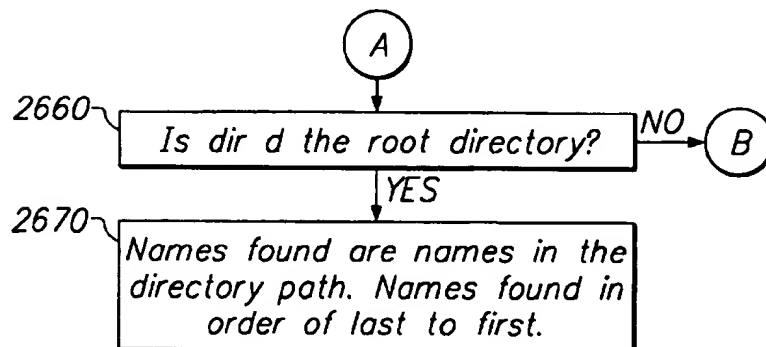 A
2660
Is dir d the root directory?
NO
B
YES
2670
Names found are names in the
directory path. Names found in
order of last to first.